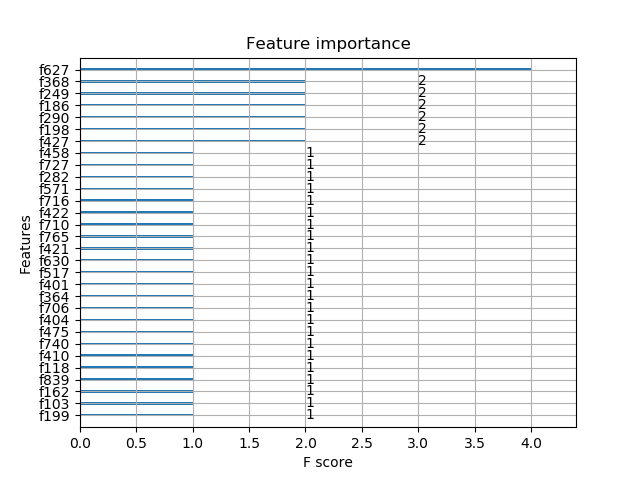 Feature importance
f627
f368 2
f249 2
f186 2
f290 2
f198 2
f427 2
f458 1
f727 1
f282 1
f571 1
f716 1
f422 1
f710 1
f765 1
f421 1
f630 1
f517 1
f401 1
f364 1
f706 1
f404 1
f475 1
f740 1
f410 1
f118 1
f839 1
f162 1
f103 1
f199 1
Features
0.0 0.5 1.0 1.5 2.0 2.5 3.0 3.5 4.0
F score